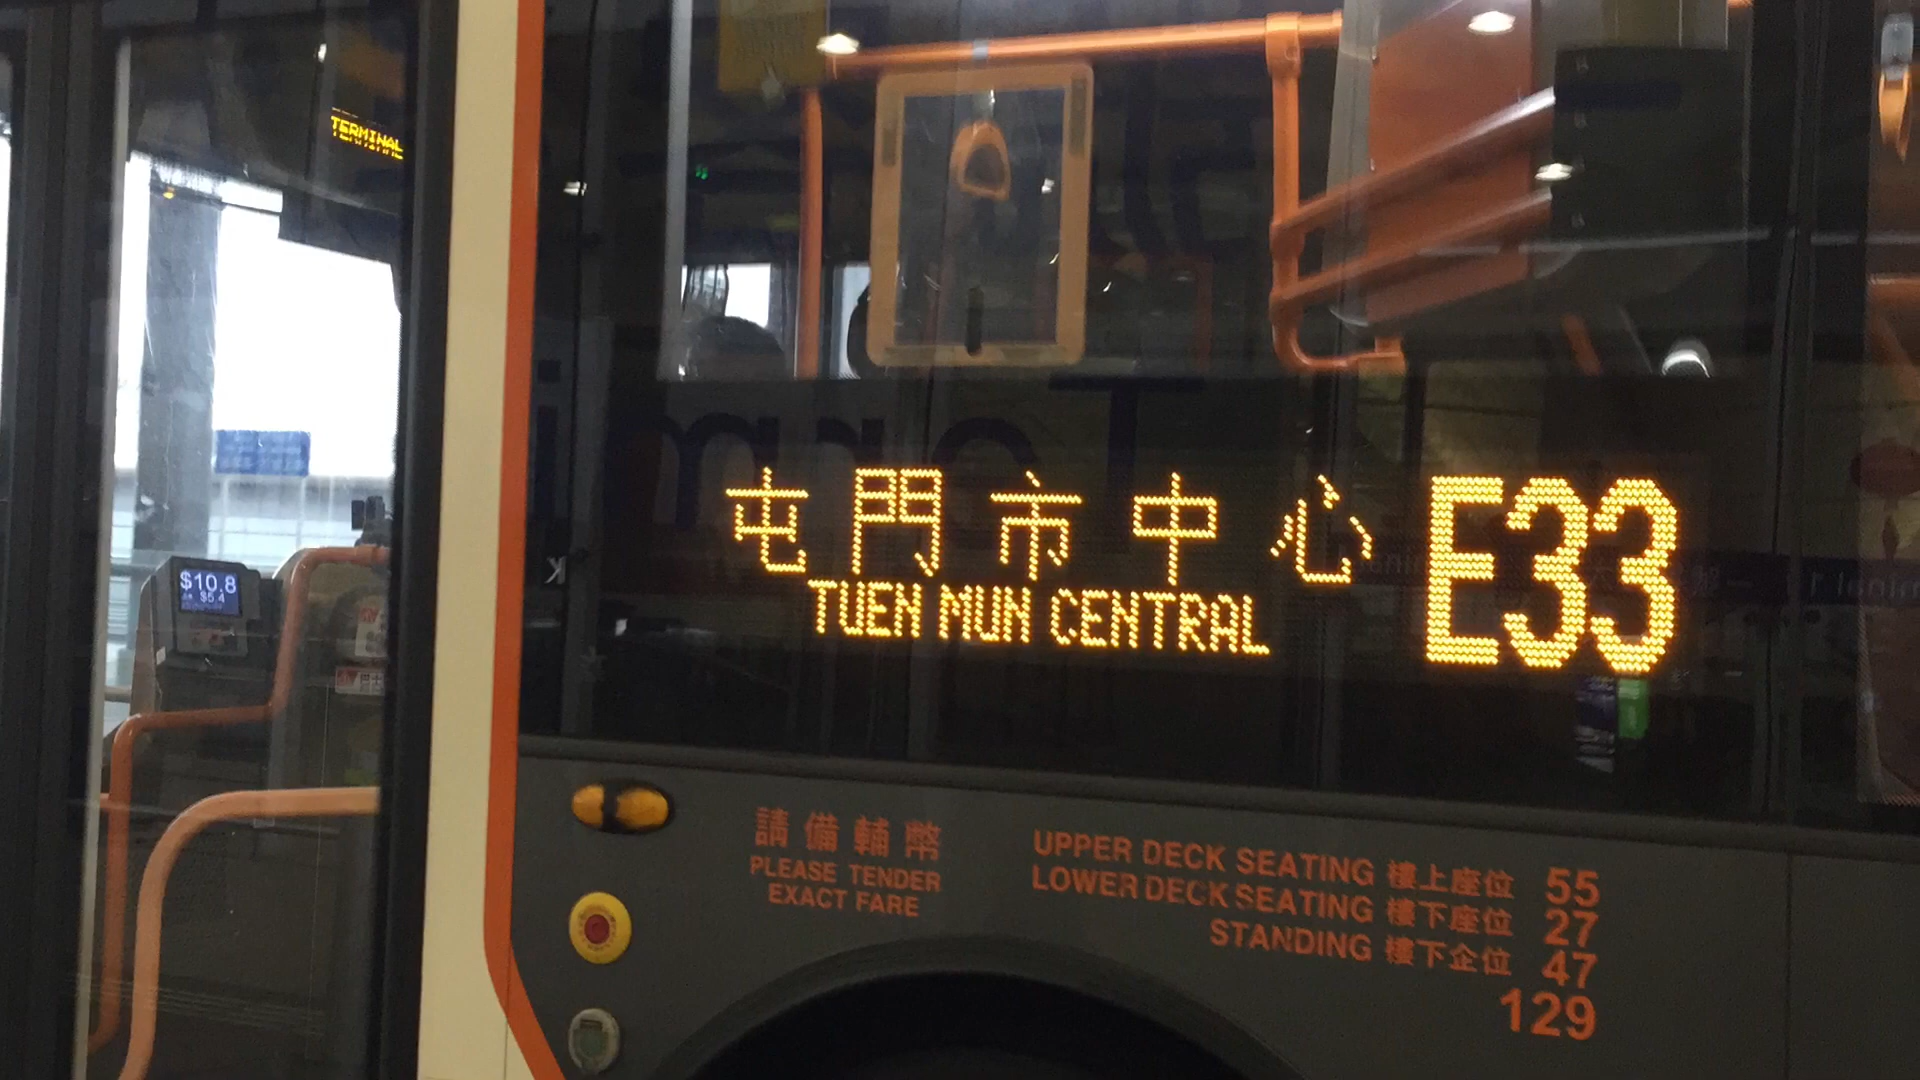 TERMINAL
屯門市中心 E33
TUEN MUN CENTRAL
$10.8
$5.4
請備輔幣
PLEASE TENDER
EXACT FARE
UPPER DECK SEATING 樓上座位 55
LOWER DECK SEATING 樓下座位 27
STANDING 樓下企位 47
129